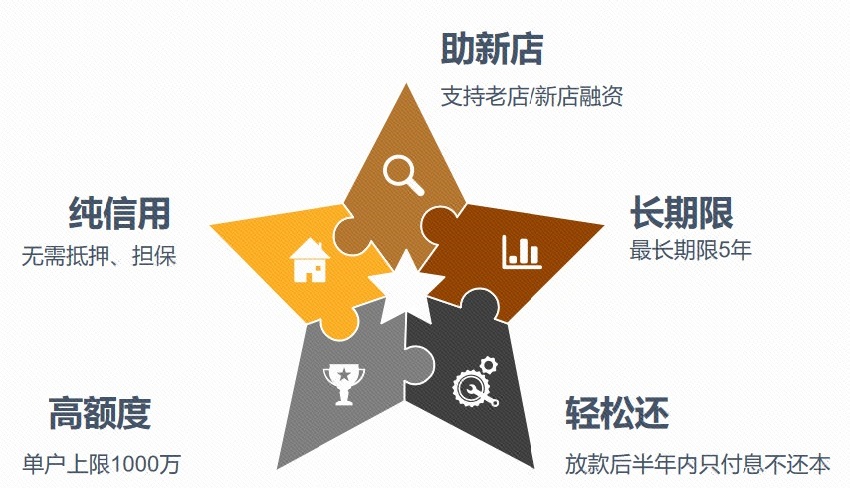 助新店
支持老店/新店融资
纯信用
无需抵押、担保
长期限
最长期限5年
高额度
单户上限1000万
轻松还
放款后半年内只付息不还本